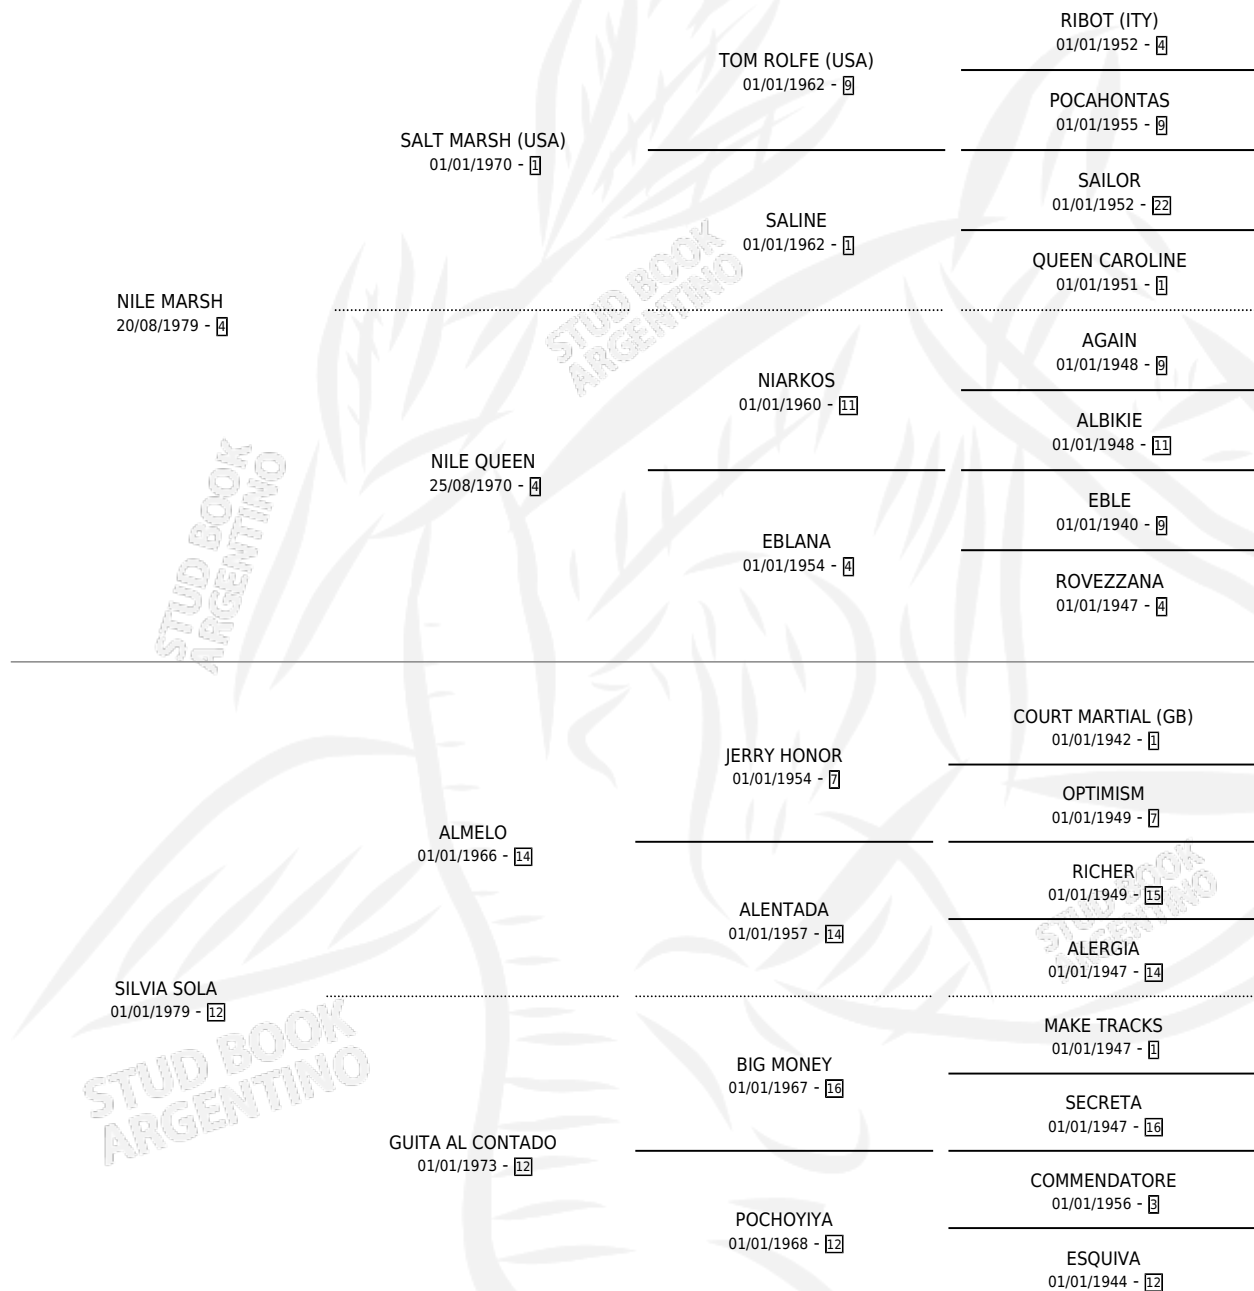 RIBOT (ITY)
01/01/1952 - 4
TOM ROLFE (USA)
01/01/1962 - 9
POCAHONTAS
01/01/1955 - 9
SALT MARSH (USA)
01/01/1970 - 1
SAILOR
01/01/1952 - 22
SALINE
01/01/1962 - 1
QUEEN CAROLINE
01/01/1951 - 1
NILE MARSH
20/08/1979 - 4
AGAIN
01/01/1948 - 9
NIARKOS
01/01/1960 - 11
ALBIKIE
01/01/1948 - 11
NILE QUEEN
25/08/1970 - 4
EBLE
01/01/1940 - 9
EBLANA
01/01/1954 - 4
ROVEZZANA
01/01/1947 - 4
COURT MARTIAL (GB)
01/01/1942 - 1
JERRY HONOR
01/01/1954 - 7
OPTIMISM
01/01/1949 - 7
ALMELO
01/01/1966 - 14
RICHER
01/01/1949 - 15
ALENTADA
01/01/1957 - 14
ALERGIA
01/01/1947 - 14
SILVIA SOLA
01/01/1979 - 12
MAKE TRACKS
01/01/1947 - 1
BIG MONEY
01/01/1967 - 16
SECRETA
01/01/1947 - 16
GUITA AL CONTADO
01/01/1973 - 12
COMMENDATORE
01/01/1956 - 3
POCHOYIYA
01/01/1968 - 12
ESQUIVA
01/01/1944 - 12
STUD BOOK
ARGENTINO
STUD BOOK
ARGENTINO
STUD BOOK
ARGENTINO
STUD BOOK
ARGENTINO